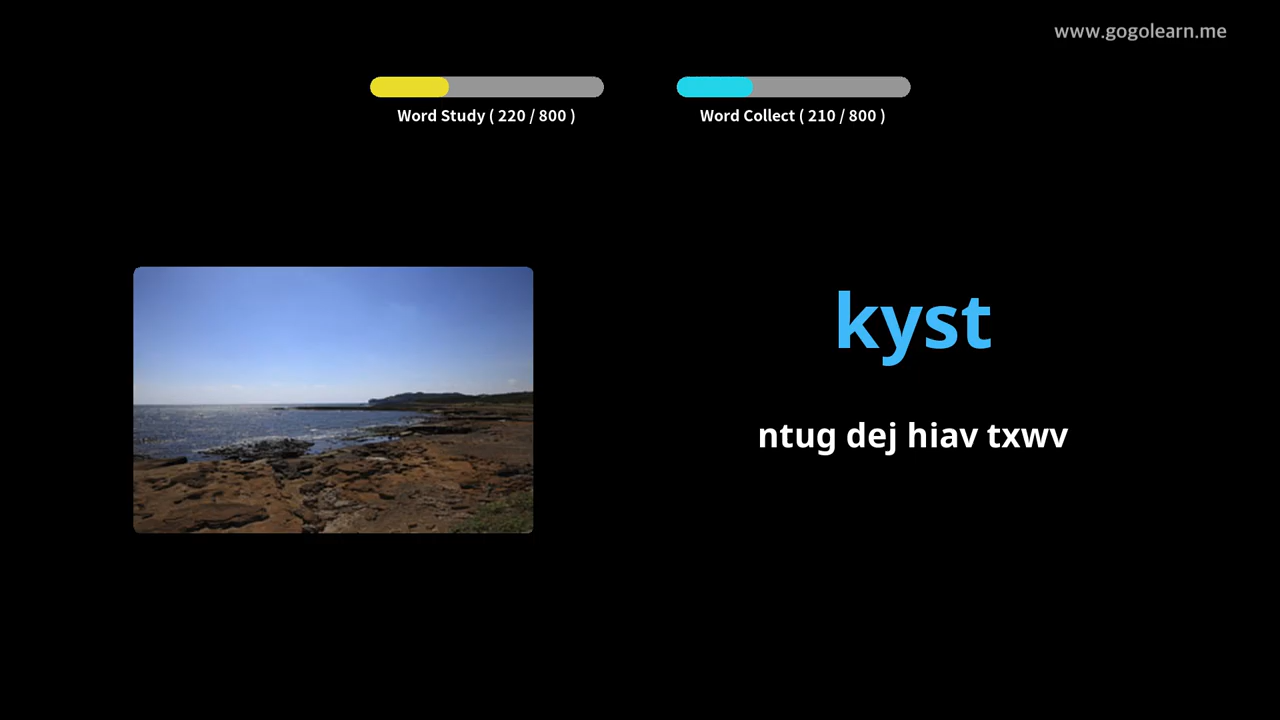 www.gogolearn.me
Word Study ( 220 / 800 )
Word Collect ( 210 / 800 )
kyst
ntug dej hiav txwv